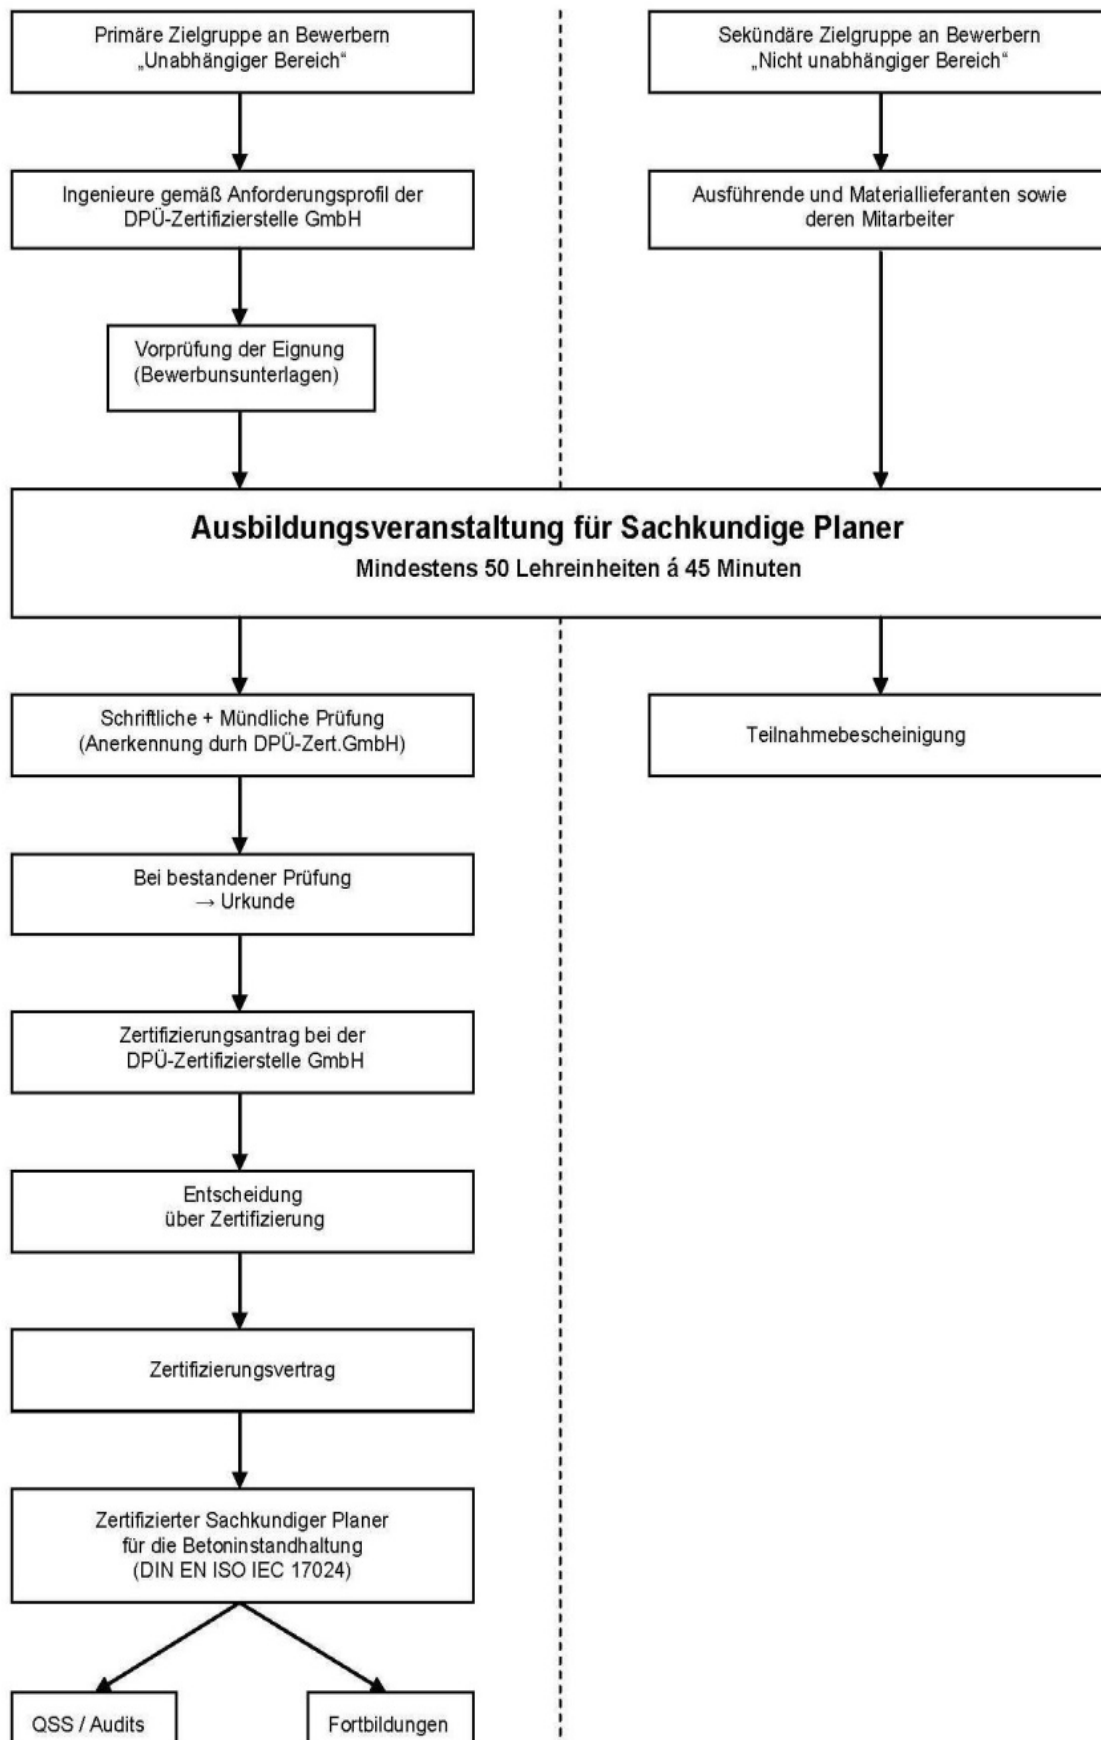 Primäre Zielgruppe an Bewerbern
„Unabhängiger Bereich“
Sekündäre Zielgruppe an Bewerbern
„Nicht unabhängiger Bereich“
Ingenieure gemäß Anforderungsprofil der
DPÜ-Zertifizierstelle GmbH
Ausführende und Materiallieferanten sowie
deren Mitarbeiter
Vorprüfung der Eignung
(Bewerbunsunterlagen)
Ausbildungsveranstaltung für Sachkundige Planer
Mindestens 50 Lehreinheiten á 45 Minuten
Schriftliche + Mündliche Prüfung
(Anerkennung durh DPÜ-Zert.GmbH)
Teilnahmebescheinigung
Bei bestandener Prüfung
→ Urkunde
Zertifizierungsantrag bei der
DPÜ-Zertifizierstelle GmbH
Entscheidung
über Zertifizierung
Zertifizierungsvertrag
Zertifizierter Sachkundiger Planer
für die Betoninstandhaltung
(DIN EN ISO IEC 17024)
QSS / Audits
Fortbildungen